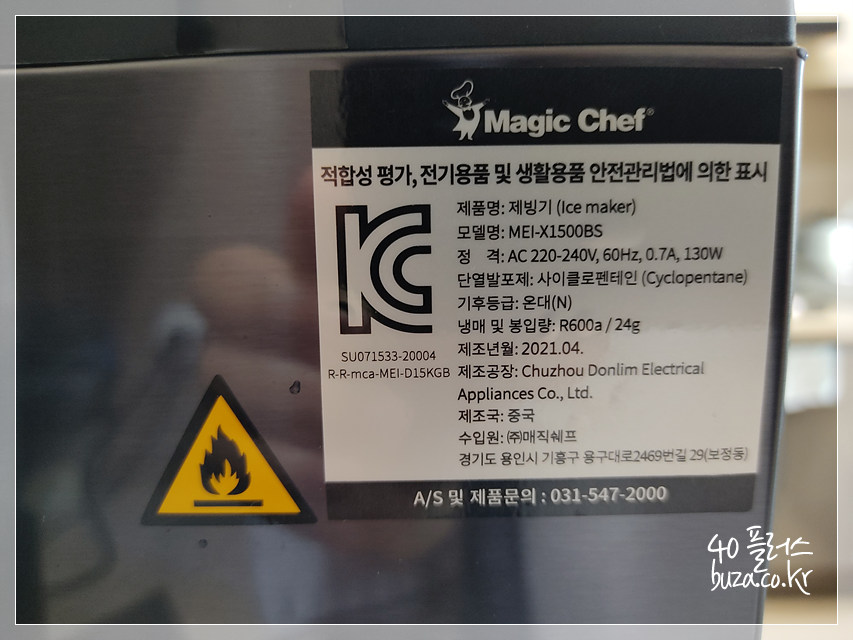 Magic Chef®
적합성 평가, 전기용품 및 생활용품 안전관리법에 의한 표시
제품명: 제빙기 (Ice maker)
모델명: MEI-X1500BS
정 격: AC 220-240V, 60Hz, 0.7A, 130W
단열발포제: 사이클로펜테인 (Cyclopentane)
기후등급: 온대(N)
냉매 및 봉입량: R600a / 24g
제조년월: 2021.04.
제조공장: Chuzhou Donlim Electrical
Appliances Co., Ltd.
제조국: 중국
수입원: ㈜매직쉐프
경기도 용인시 기흥구 용구대로2469번길 29(보정동)
KC
SU071533-20004
R-R-mca-MEI-D15KGB
A/S 및 제품문의 : 031-547-2000
40 플러스
buza.co.kr